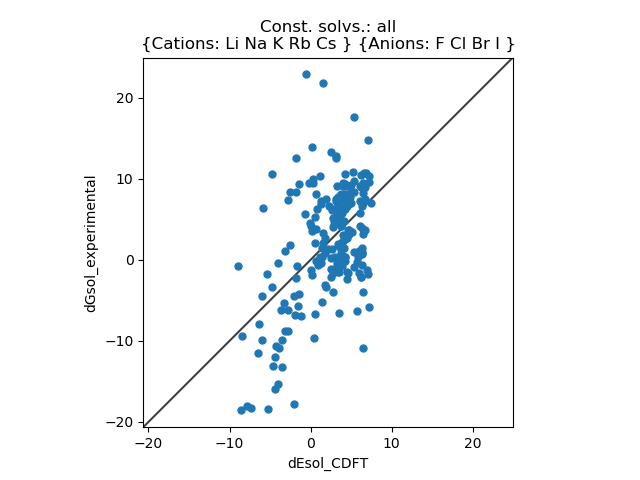 Const. solvs.: all
{Cations: Li Na K Rb Cs } {Anions: F Cl Br I }
20
10
0
−10
−20
dGsol_experimental
−20 −10 0 10 20
dEsol_CDFT